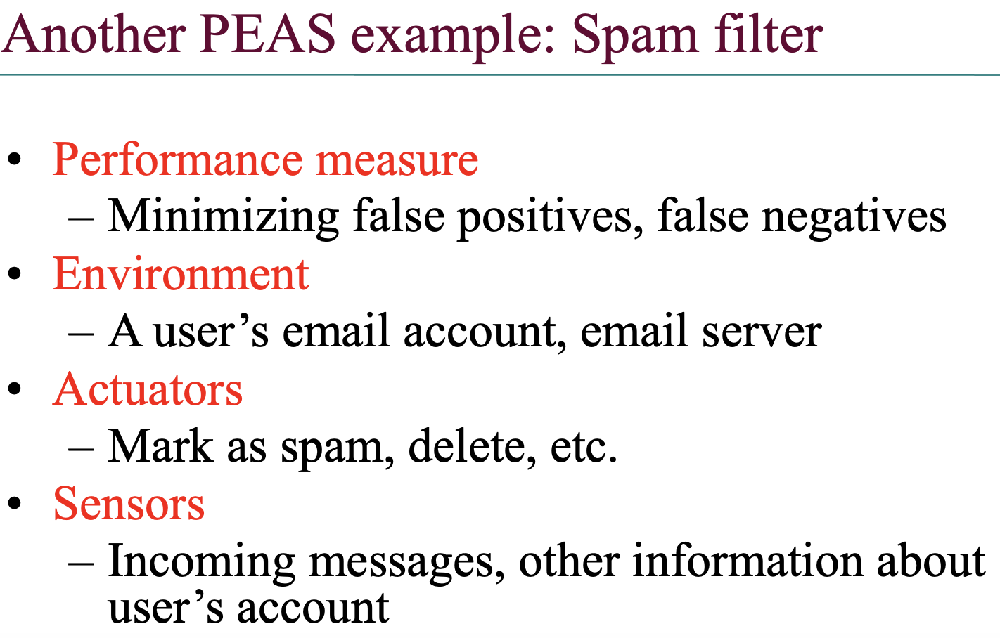 Another PEAS example: Spam filter
• Performance measure
– Minimizing false positives, false negatives
• Environment
– A user’s email account, email server
• Actuators
– Mark as spam, delete, etc.
• Sensors
– Incoming messages, other information about
user’s account